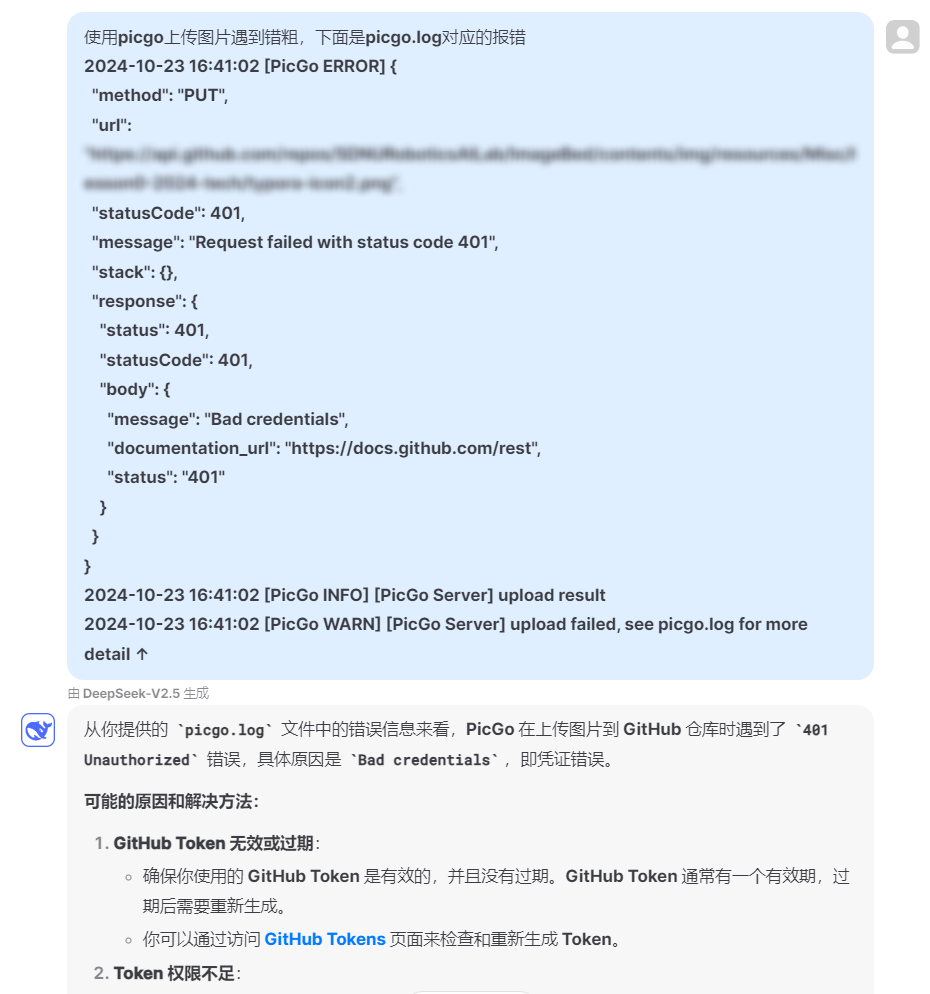 使用picgo上传图片遇到错粗，下面是picgo.log对应的报错
2024-10-23 16:41:02 [PicGo ERROR] {
"method": "PUT",
"url":
"statusCode": 401,
"message": "Request failed with status code 401",
"stack": {},
"response": {
"status": 401,
"statusCode": 401,
"body": {
"message": "Bad credentials",
"documentation_url": "https://docs.github.com/rest",
"status": "401"
}
}
}
2024-10-23 16:41:02 [PicGo INFO] [PicGo Server] upload result
2024-10-23 16:41:02 [PicGo WARN] [PicGo Server] upload failed, see picgo.log for more
detail ↑
由 DeepSeek-V2.5 生成
从你提供的 `picgo.log` 文件中的错误信息来看，PicGo 在上传图片到 GitHub 仓库时遇到了 `401
Unauthorized` 错误，具体原因是 `Bad credentials`，即凭证错误。
可能的原因和解决方法：
1. GitHub Token 无效或过期：
◦ 确保你使用的 GitHub Token 是有效的，并且没有过期。GitHub Token 通常有一个有效期，过
期后需要重新生成。
◦ 你可以通过访问 GitHub Tokens 页面来检查和重新生成 Token。
2. Token 权限不足：